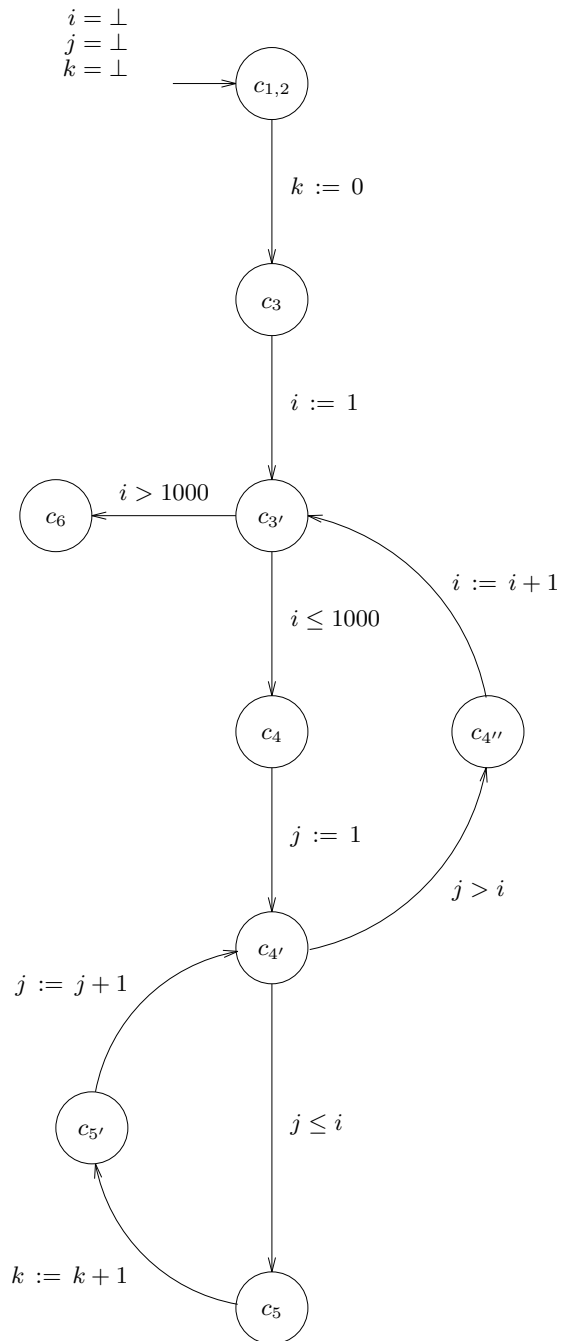 i = ⊥
j = ⊥
k = ⊥
c1,2
k := 0
c3
i := 1
i > 1000
c6
c3′
i := i + 1
i ≤ 1000
c4
c4′′
j := 1
j > i
c4′
j := j + 1
c5′
j ≤ i
k := k + 1
c5